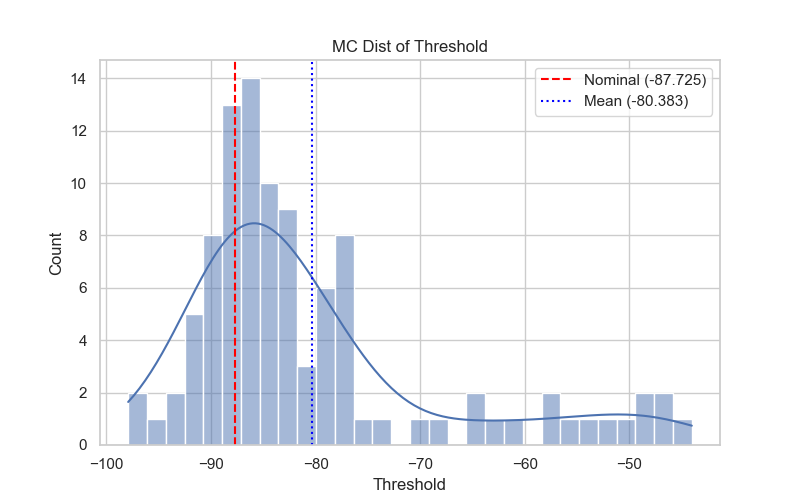 MC Dist of Threshold
Nominal (-87.725)
Mean (-80.383)
14
12
10
8
6
4
2
0
Count
−100
−90
−80
−70
−60
−50
Threshold